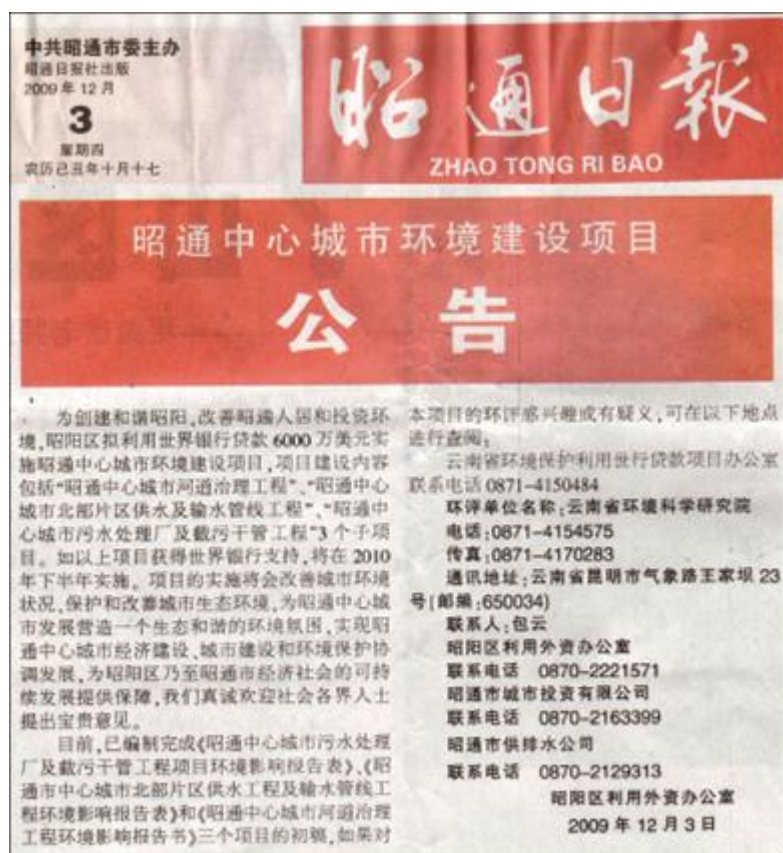 中共昭通市委主办
昭通日报社出版
2009年12月
3
星期四
农历己丑年十月十七
昭通日報
ZHAO TONG RI BAO
昭通中心城市环境建设项目
公告
为创建和谐昭阳,改善昭通人居和投资环
境,昭阳区拟利用世界银行贷款6000万美元实
施昭通中心城市环境建设项目,项目建设内容
包括“昭通中心城市河道治理工程”、“昭通中心
城市北部片区供水及输水管线工程”、“昭通中
心城市污水处理厂及截污干管工程”3个子项
目。如以上项目获得世界银行支持,将在2010
年下半年实施。项目的实施将会改善城市环境
状况,保护和改善城市生态环境,为昭通中心城
市发展营造一个生态和谐的环境氛围,实现昭
通中心城市经济建设、城市建设和环境保护协
调发展,为昭阳区乃至昭通市经济社会的可持
续发展提供保障,我们真诚欢迎社会各界人士
提出宝贵意见。
目前,已编制完成《昭通中心城市污水处理
厂及截污干管工程项目环境影响报告表》、《昭
通市中心城市北部片区供水工程及输水管线工
程环境影响报告表》和《昭通中心城市河道治理
工程环境影响报告书》三个项目的初稿,如果对
本项目的环评感兴趣或有疑义,可在以下地点
进行查阅:
云南省环境保护利用世行贷款项目办公室
联系电话0871-4150484
环评单位名称:云南省环境科学研究院
电话:0871-4154575
传真:0871-4170283
通讯地址:云南省昆明市气象路王家坝23
号(邮编:650034)
联系人:包云
昭阳区利用外资办公室
联系电话 0870-2221571
昭通市城市投资有限公司
联系电话 0870-2163399
昭通市供排水公司
联系电话 0870-2129313
昭阳区利用外资办公室
2009年12月3日